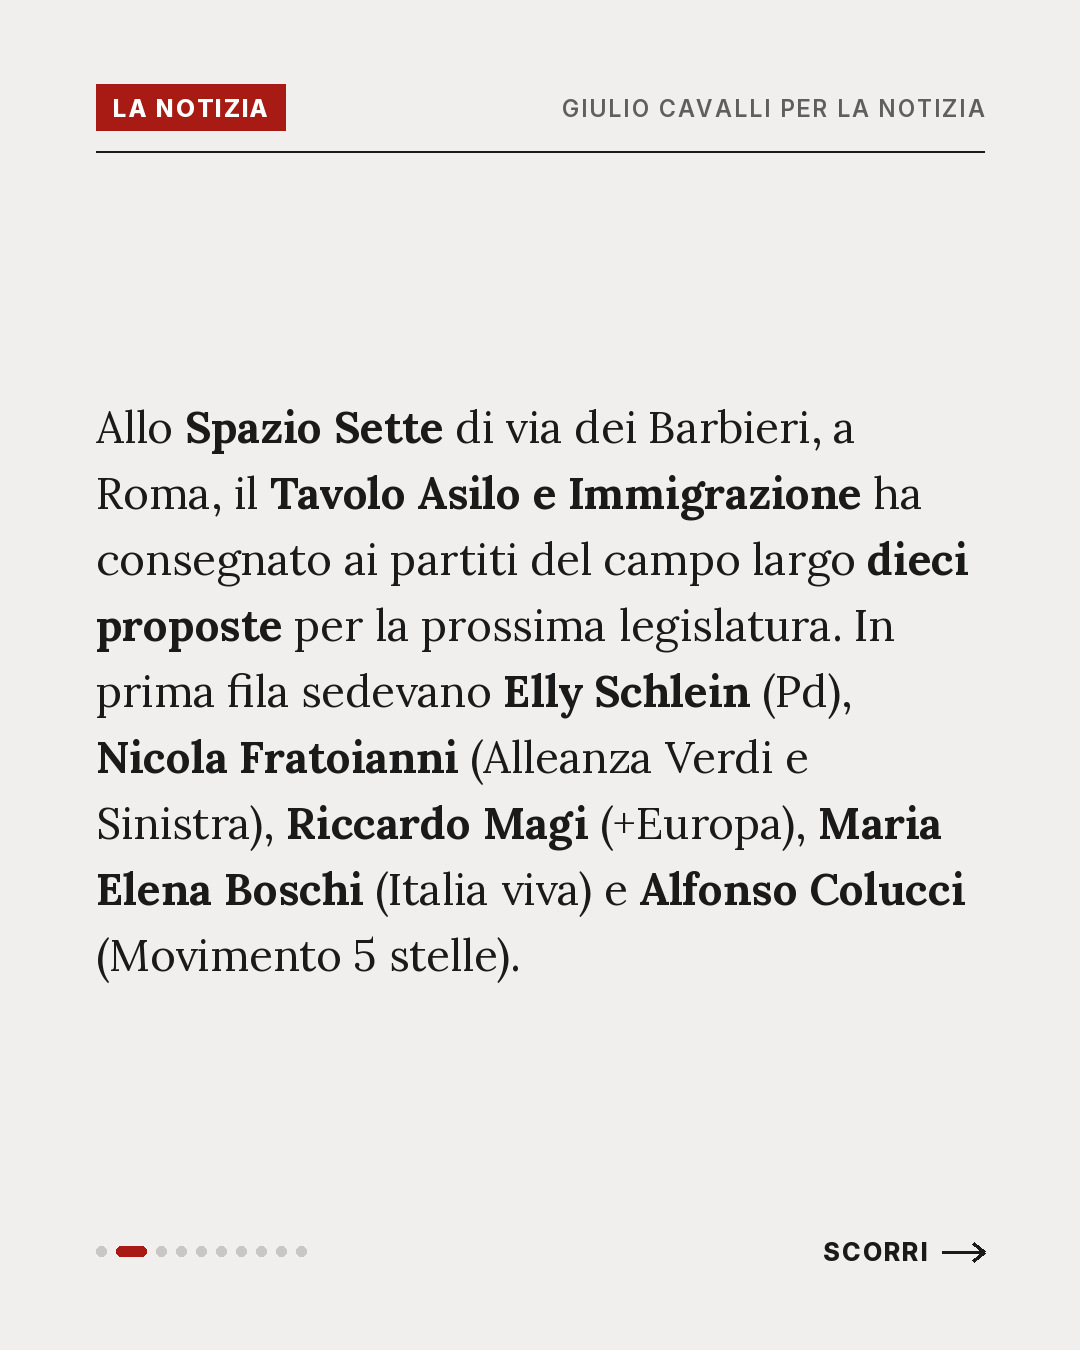 LA NOTIZIA
GIULIO CAVALLI PER LA NOTIZIA
Allo Spazio Sette di via dei Barbieri, a
Roma, il Tavolo Asilo e Immigrazione ha
consegnato ai partiti del campo largo dieci
proposte per la prossima legislatura. In
prima fila sedevano Elly Schlein (Pd),
Nicola Fratoianni (Alleanza Verdi e
Sinistra), Riccardo Magi (+Europa), Maria
Elena Boschi (Italia viva) e Alfonso Colucci
(Movimento 5 stelle).
SCORRI